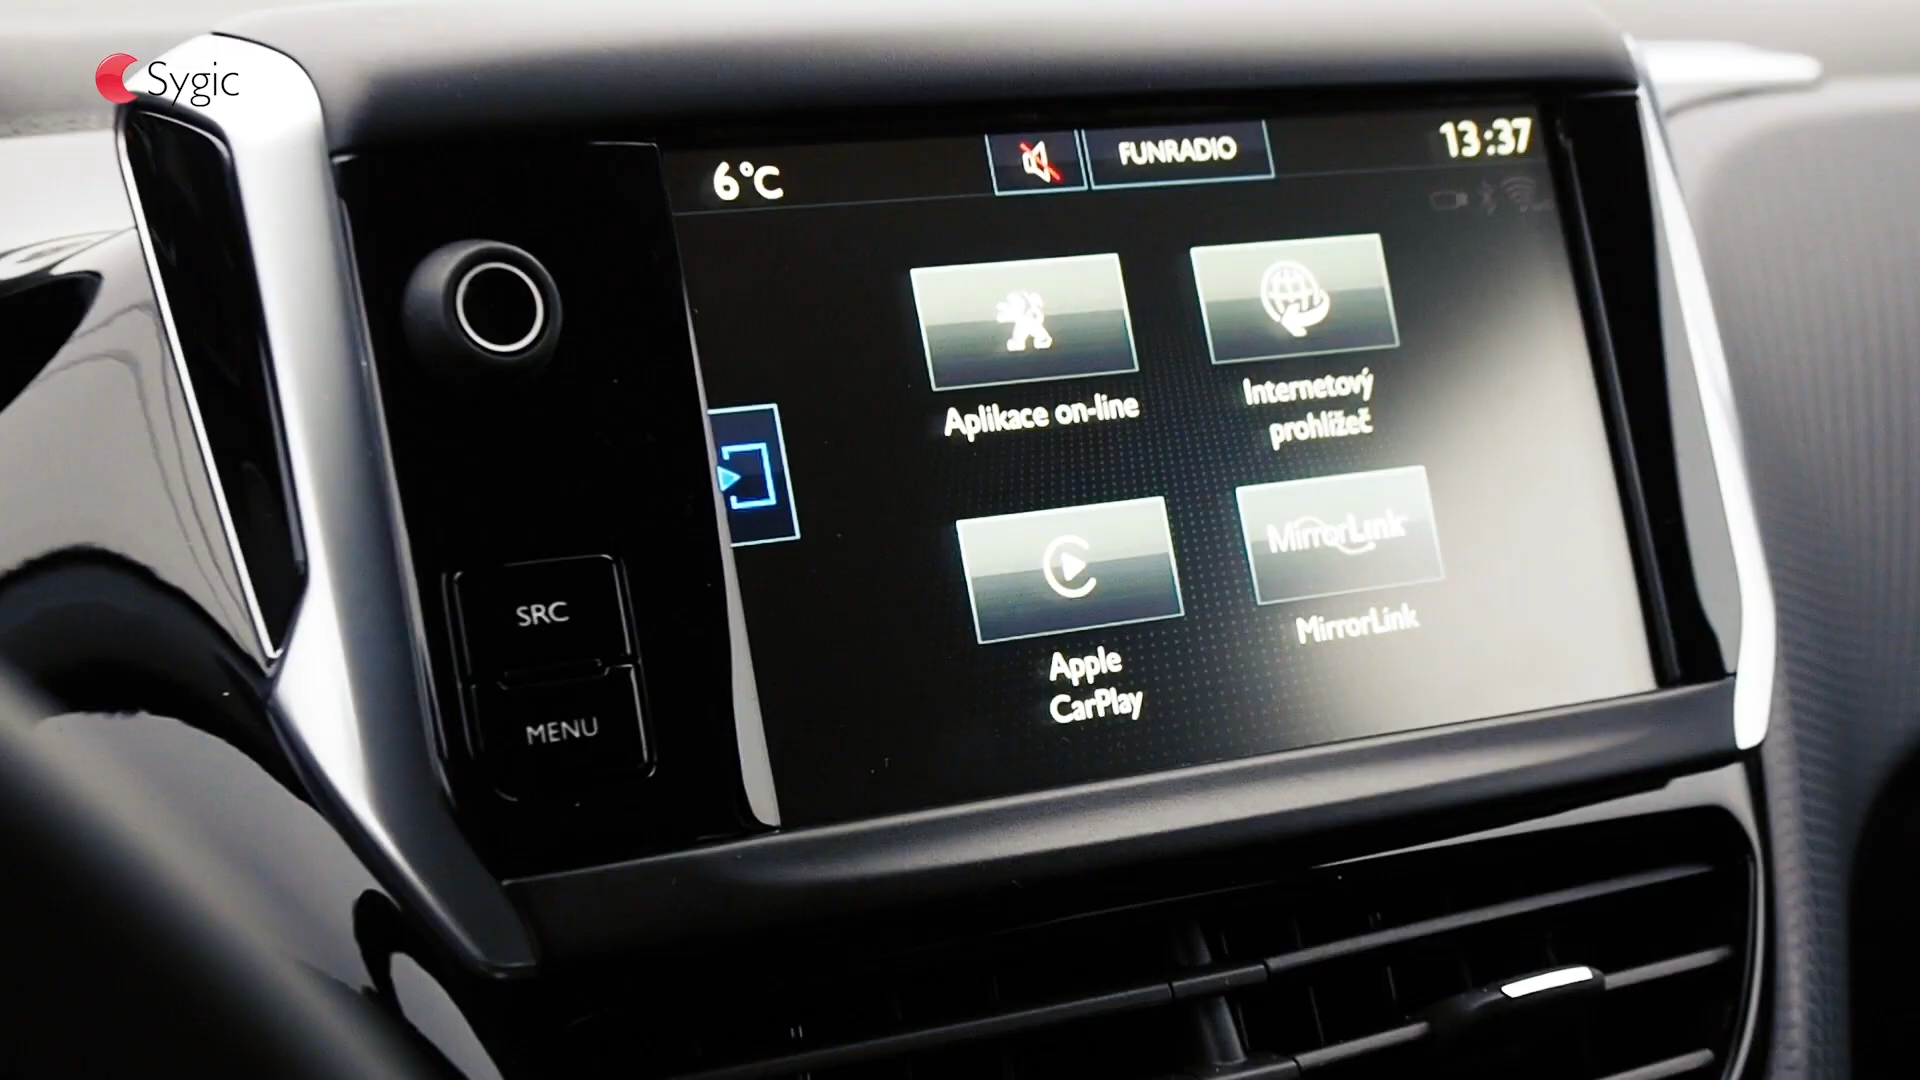 Sygic
6°C
FUNRADIO
13:37
Aplikace on-line
Internetový
prohlížeč
MirrorLink
Apple
CarPlay
MirrorLink
SRC
MENU